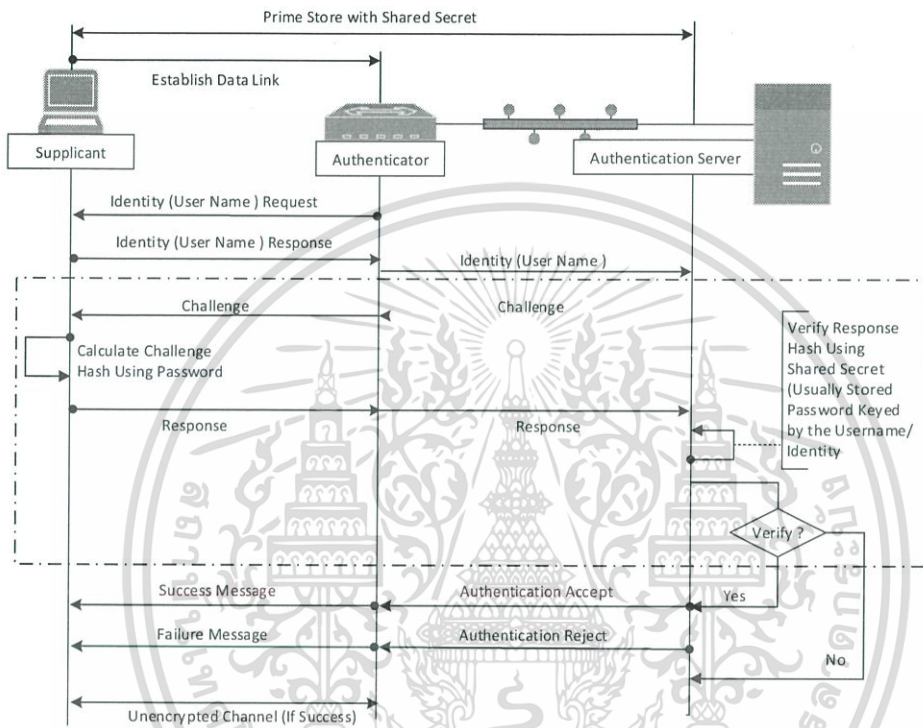 Prime Store with Shared Secret
Establish Data Link
Supplicant
Authenticator
Authentication Server
Identity (User Name ) Request
Identity (User Name ) Response
Identity (User Name )
Challenge
Challenge
Calculate Challenge
Hash Using Password
Verify Response
Hash Using
Shared Secret
(Usually Stored
Password Keyed
by the Username/
Identity
Response
Response
Verify ?
Success Message
Authentication Accept
Yes
Failure Message
Authentication Reject
No
Unencrypted Channel (If Success)